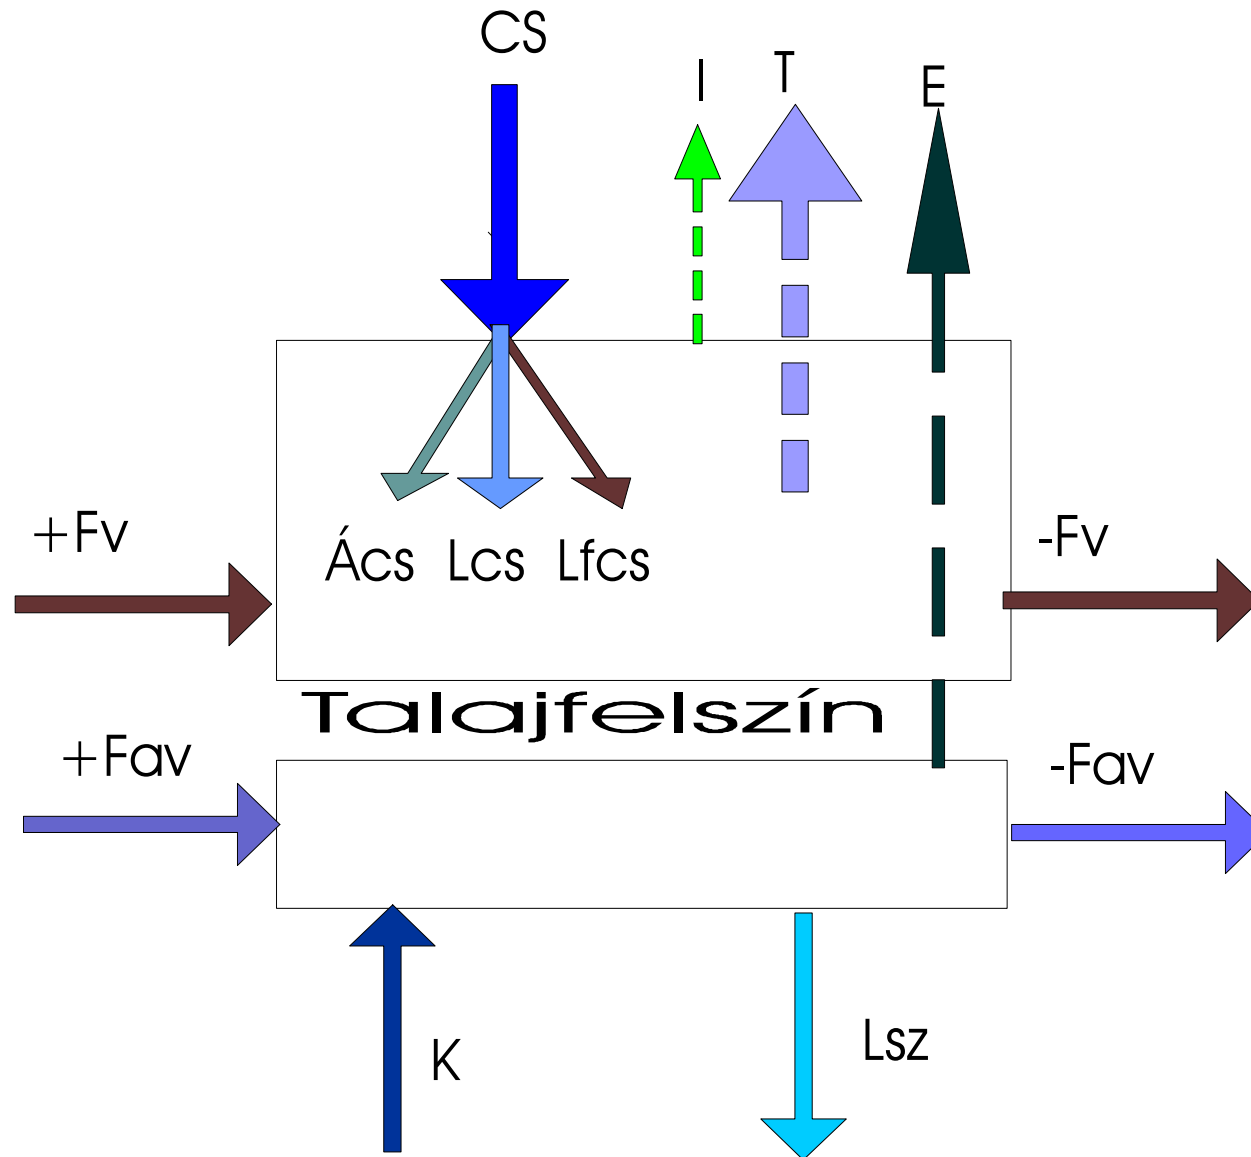 CS
I
T
E
+Fv
Ács Lcs Lfcs
-Fv
Talajfelszín
+Fav
-Fav
K
Lsz